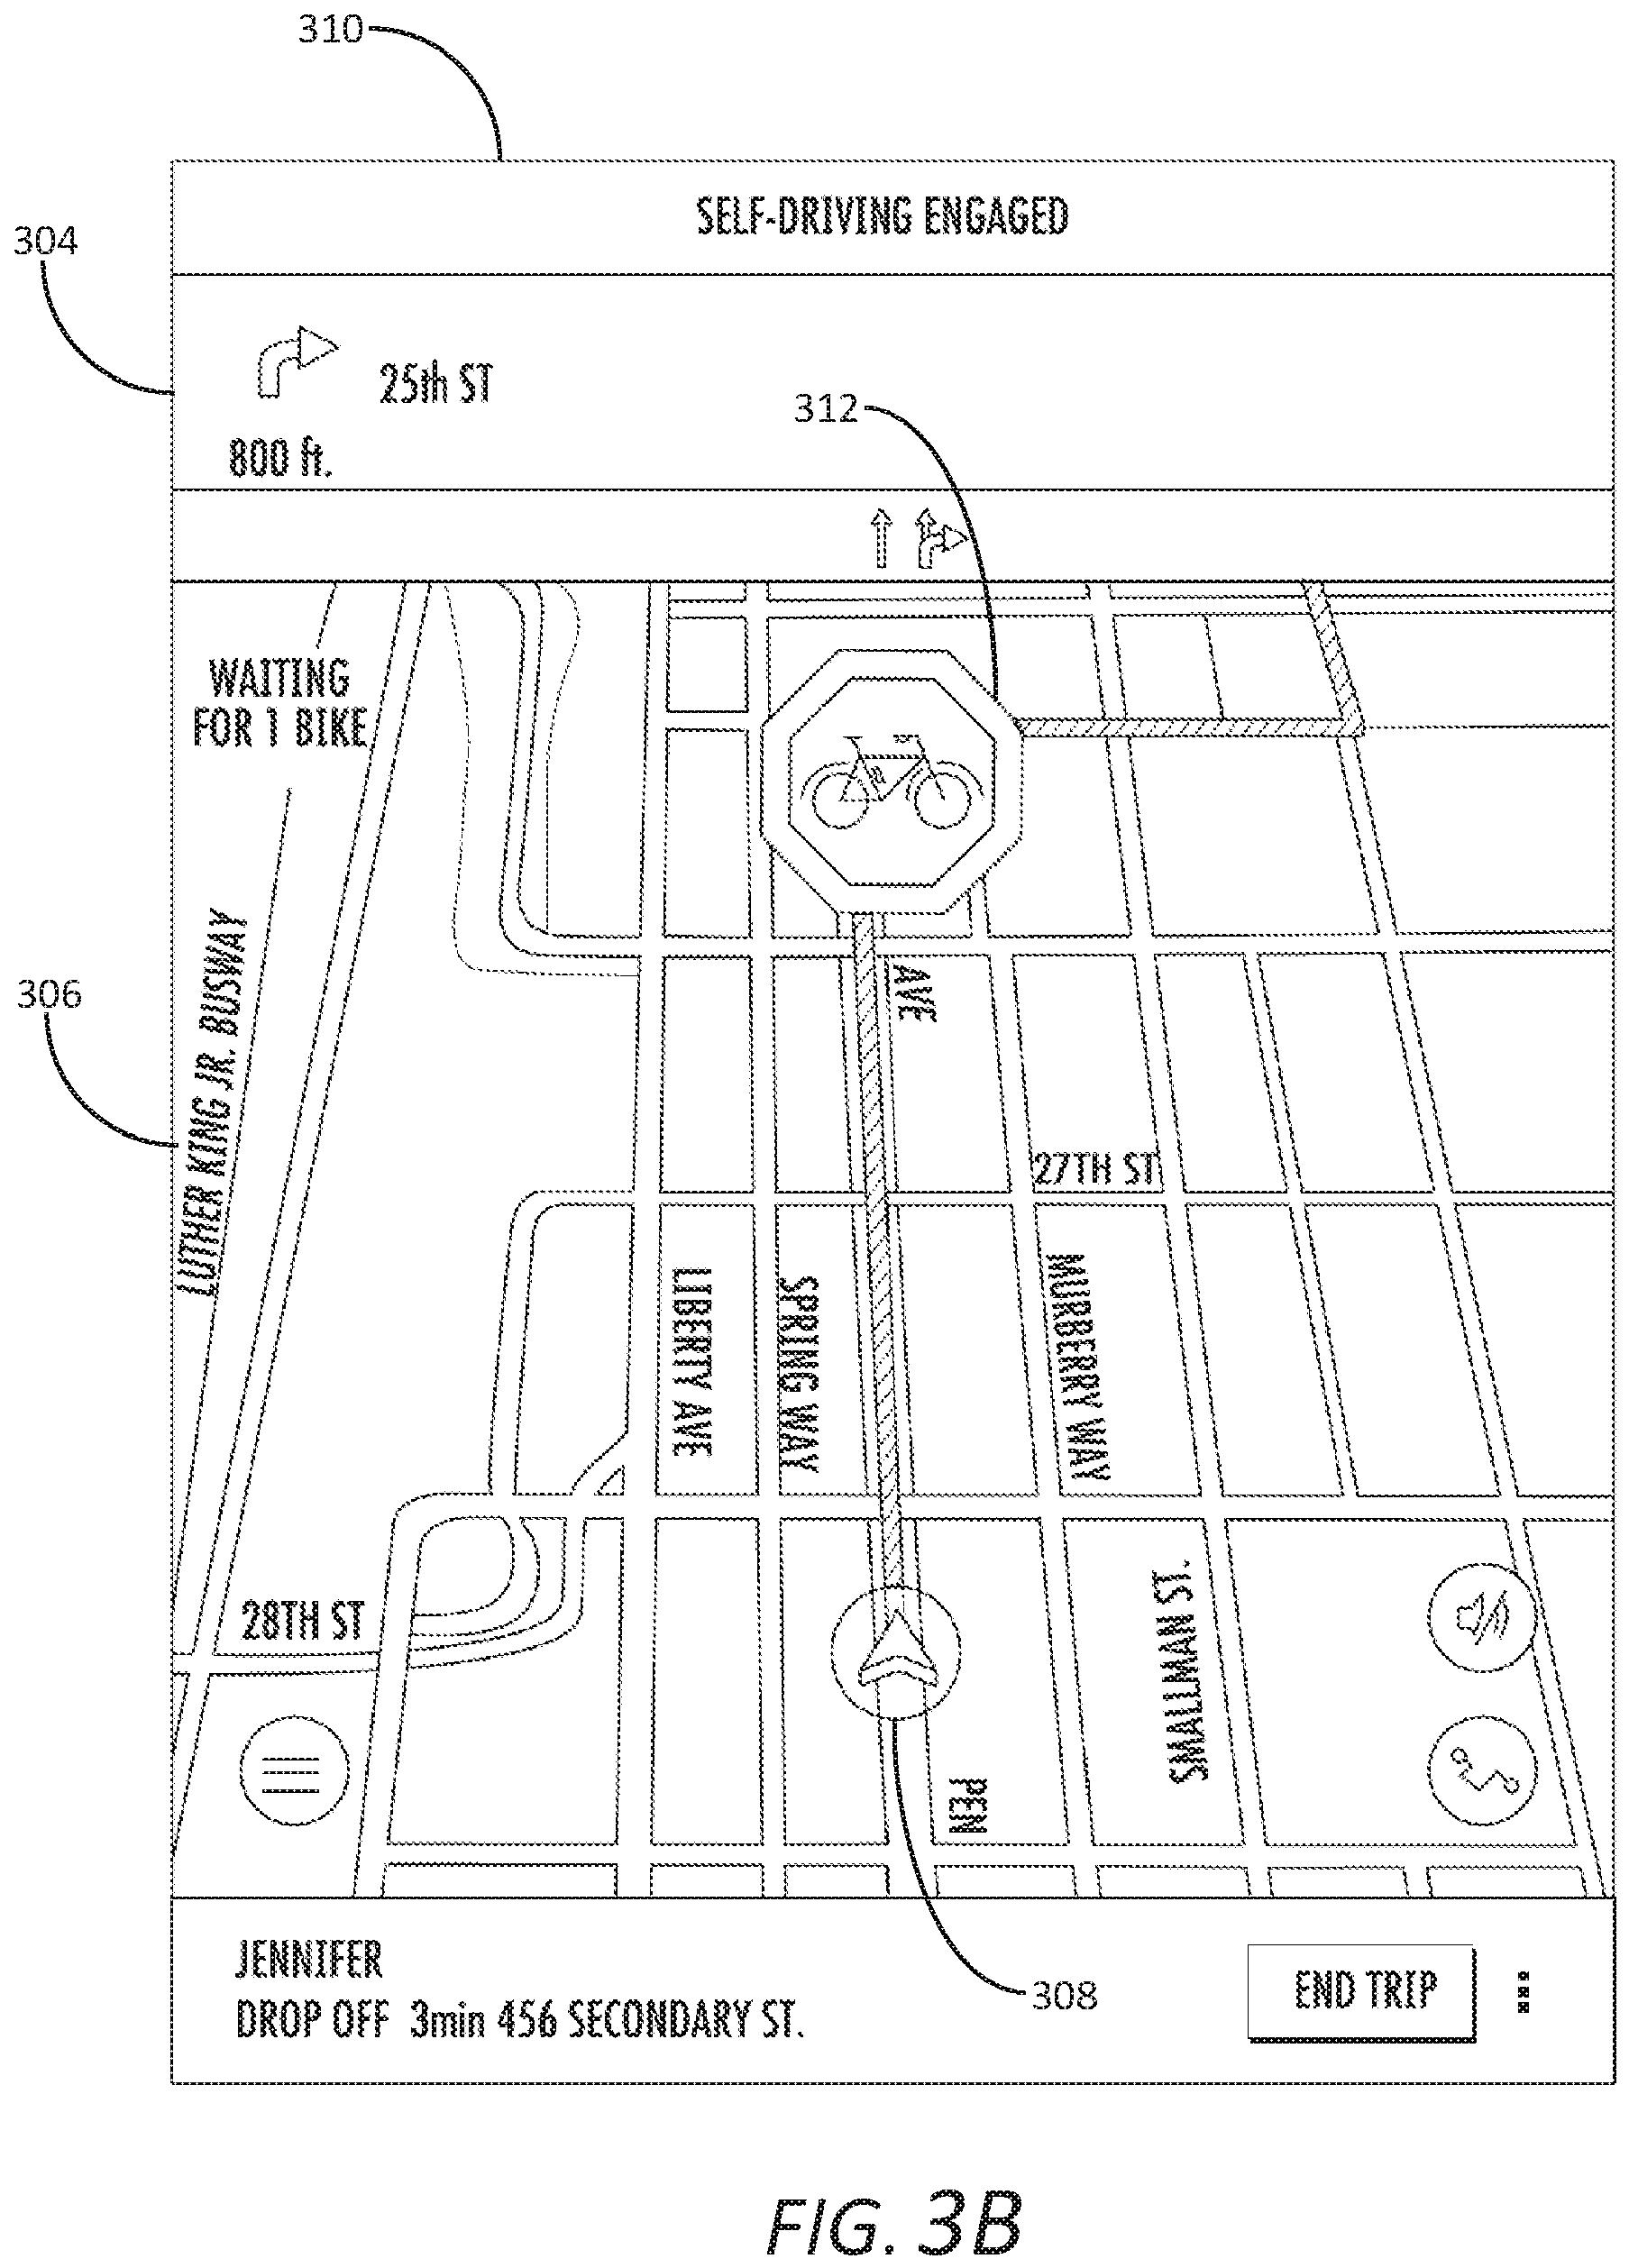 310
SELF-DRIVING ENGAGED
304
25th ST
800 ft.
312
WAITING
FOR 1 BIKE
306
LUTHER KING JR. BUSWAY
AVE
27TH ST
LIBERTY AVE
SPRING WAY
MURBERRY WAY
28TH ST
SMALLMAN ST.
PEN
JENNIFER
DROP OFF 3min 456 SECONDARY ST.
308
END TRIP
FIG. 3B